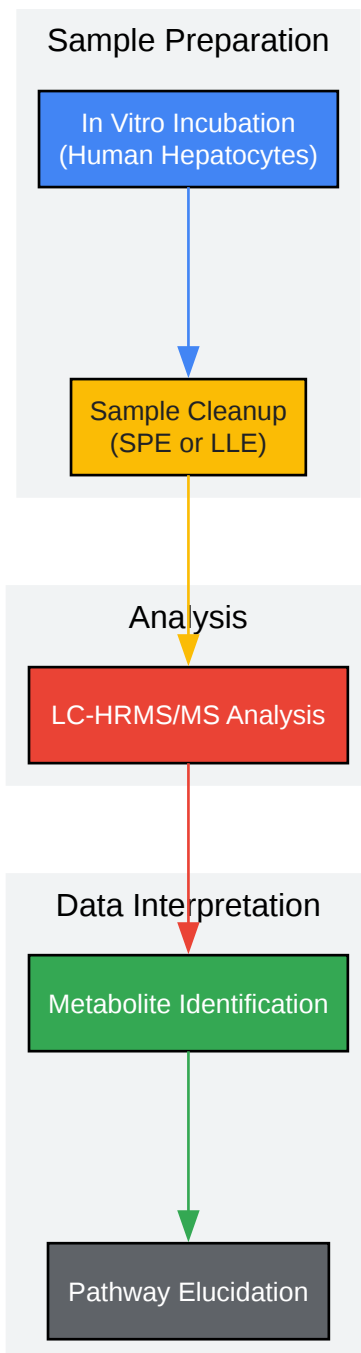 Sample Preparation
In Vitro Incubation
(Human Hepatocytes)
Sample Cleanup
(SPE or LLE)
Analysis
LC-HRMS/MS Analysis
Data Interpretation
Metabolite Identification
Pathway Elucidation